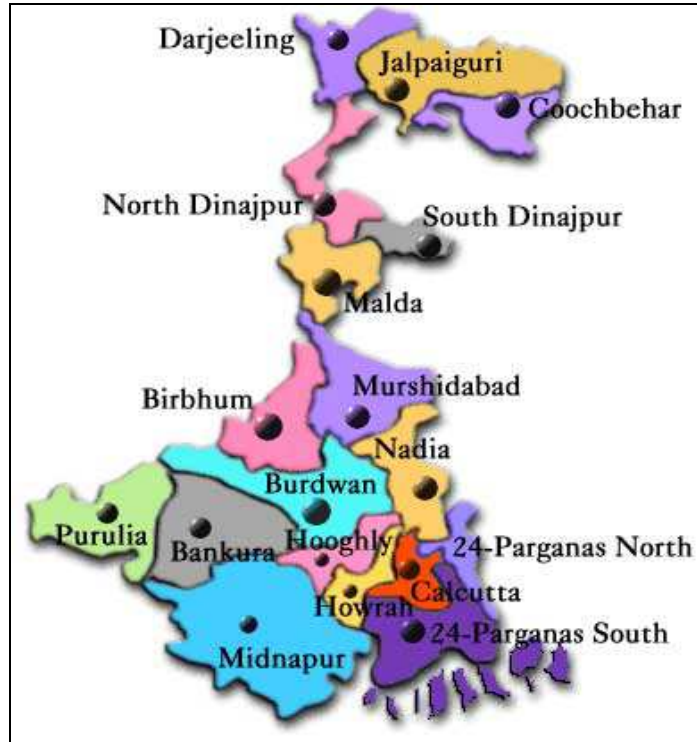 Darjeeling
Jalpaiguri
Coochbehar
North Dinajpur
South Dinajpur
Malda
Birbhum
Murshidabad
Nadia
Burdwan
Purulia
Bankura
Hooghly
24-Parganas North
Howrah
Calcutta
24-Parganas South
Midnapur